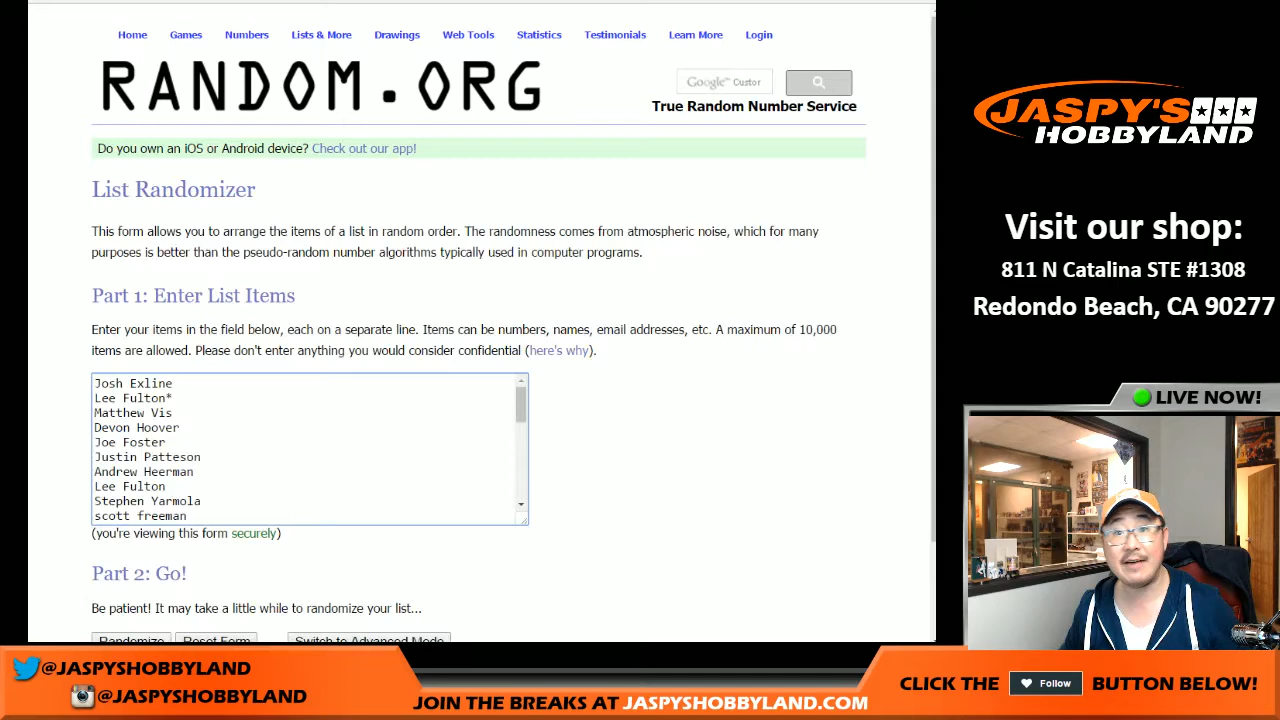 Home Games Numbers Lists & More Drawings Web Tools Statistics Testimonials Learn More Login
RANDOM.ORG
Google™ Custor
True Random Number Service
Do you own an iOS or Android device? Check out our app!
List Randomizer
This form allows you to arrange the items of a list in random order. The randomness comes from atmospheric noise, which for many
purposes is better than the pseudo-random number algorithms typically used in computer programs.
Part 1: Enter List Items
Enter your items in the field below, each on a separate line. Items can be numbers, names, email addresses, etc. A maximum of 10,000
items are allowed. Please don't enter anything you would consider confidential (here's why).
Josh Exline
Lee Fulton*
Matthew Vis
Devon Hoover
Joe Foster
Justin Patteson
Andrew Heerman
Lee Fulton
Stephen Yarmola
scott freeman
(you're viewing this form securely)
Part 2: Go!
Be patient! It may take a little while to randomize your list...
Randomize Reset Form Switch to Advanced Mode
JASPY'S
HOBBYLAND
Visit our shop:
811 N Catalina STE #1308
Redondo Beach, CA 90277
LIVE NOW!
@JASPYSHOBBYLAND
@JASPYSHOBBYLAND
JOIN THE BREAKS AT JASPYSHOBBYLAND.COM
CLICK THE Follow BUTTON BELOW!